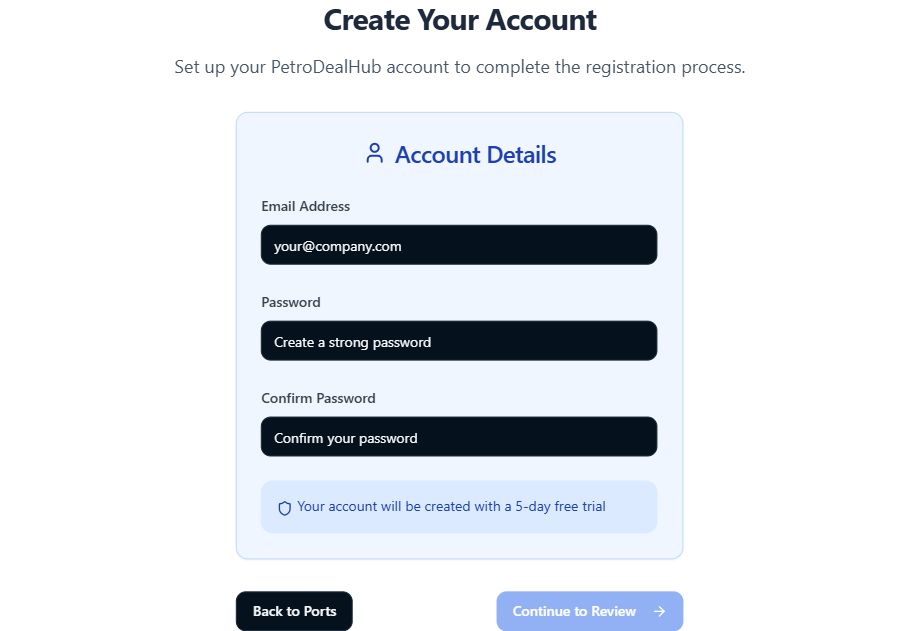 Create Your Account
Set up your PetroDealHub account to complete the registration process.
Account Details
Email Address
your@company.com
Password
Create a strong password
Confirm Password
Confirm your password
Your account will be created with a 5-day free trial
Back to Ports
Continue to Review